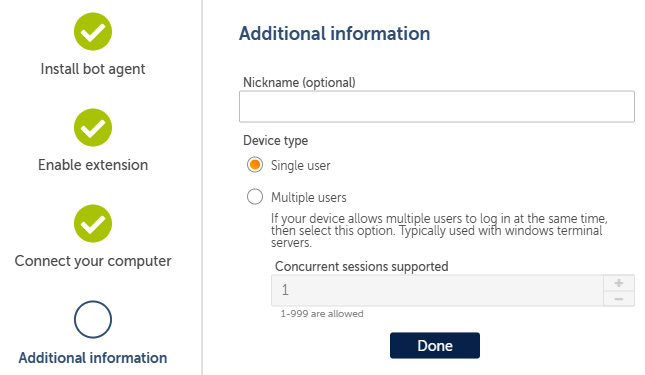 Install bot agent
Enable extension
Connect your computer
Additional information
Additional information
Nickname (optional)
Device type
Single user
Multiple users
If your device allows multiple users to log in at the same time,
then select this option. Typically used with windows terminal
servers.
Concurrent sessions supported
1
1-999 are allowed
Done